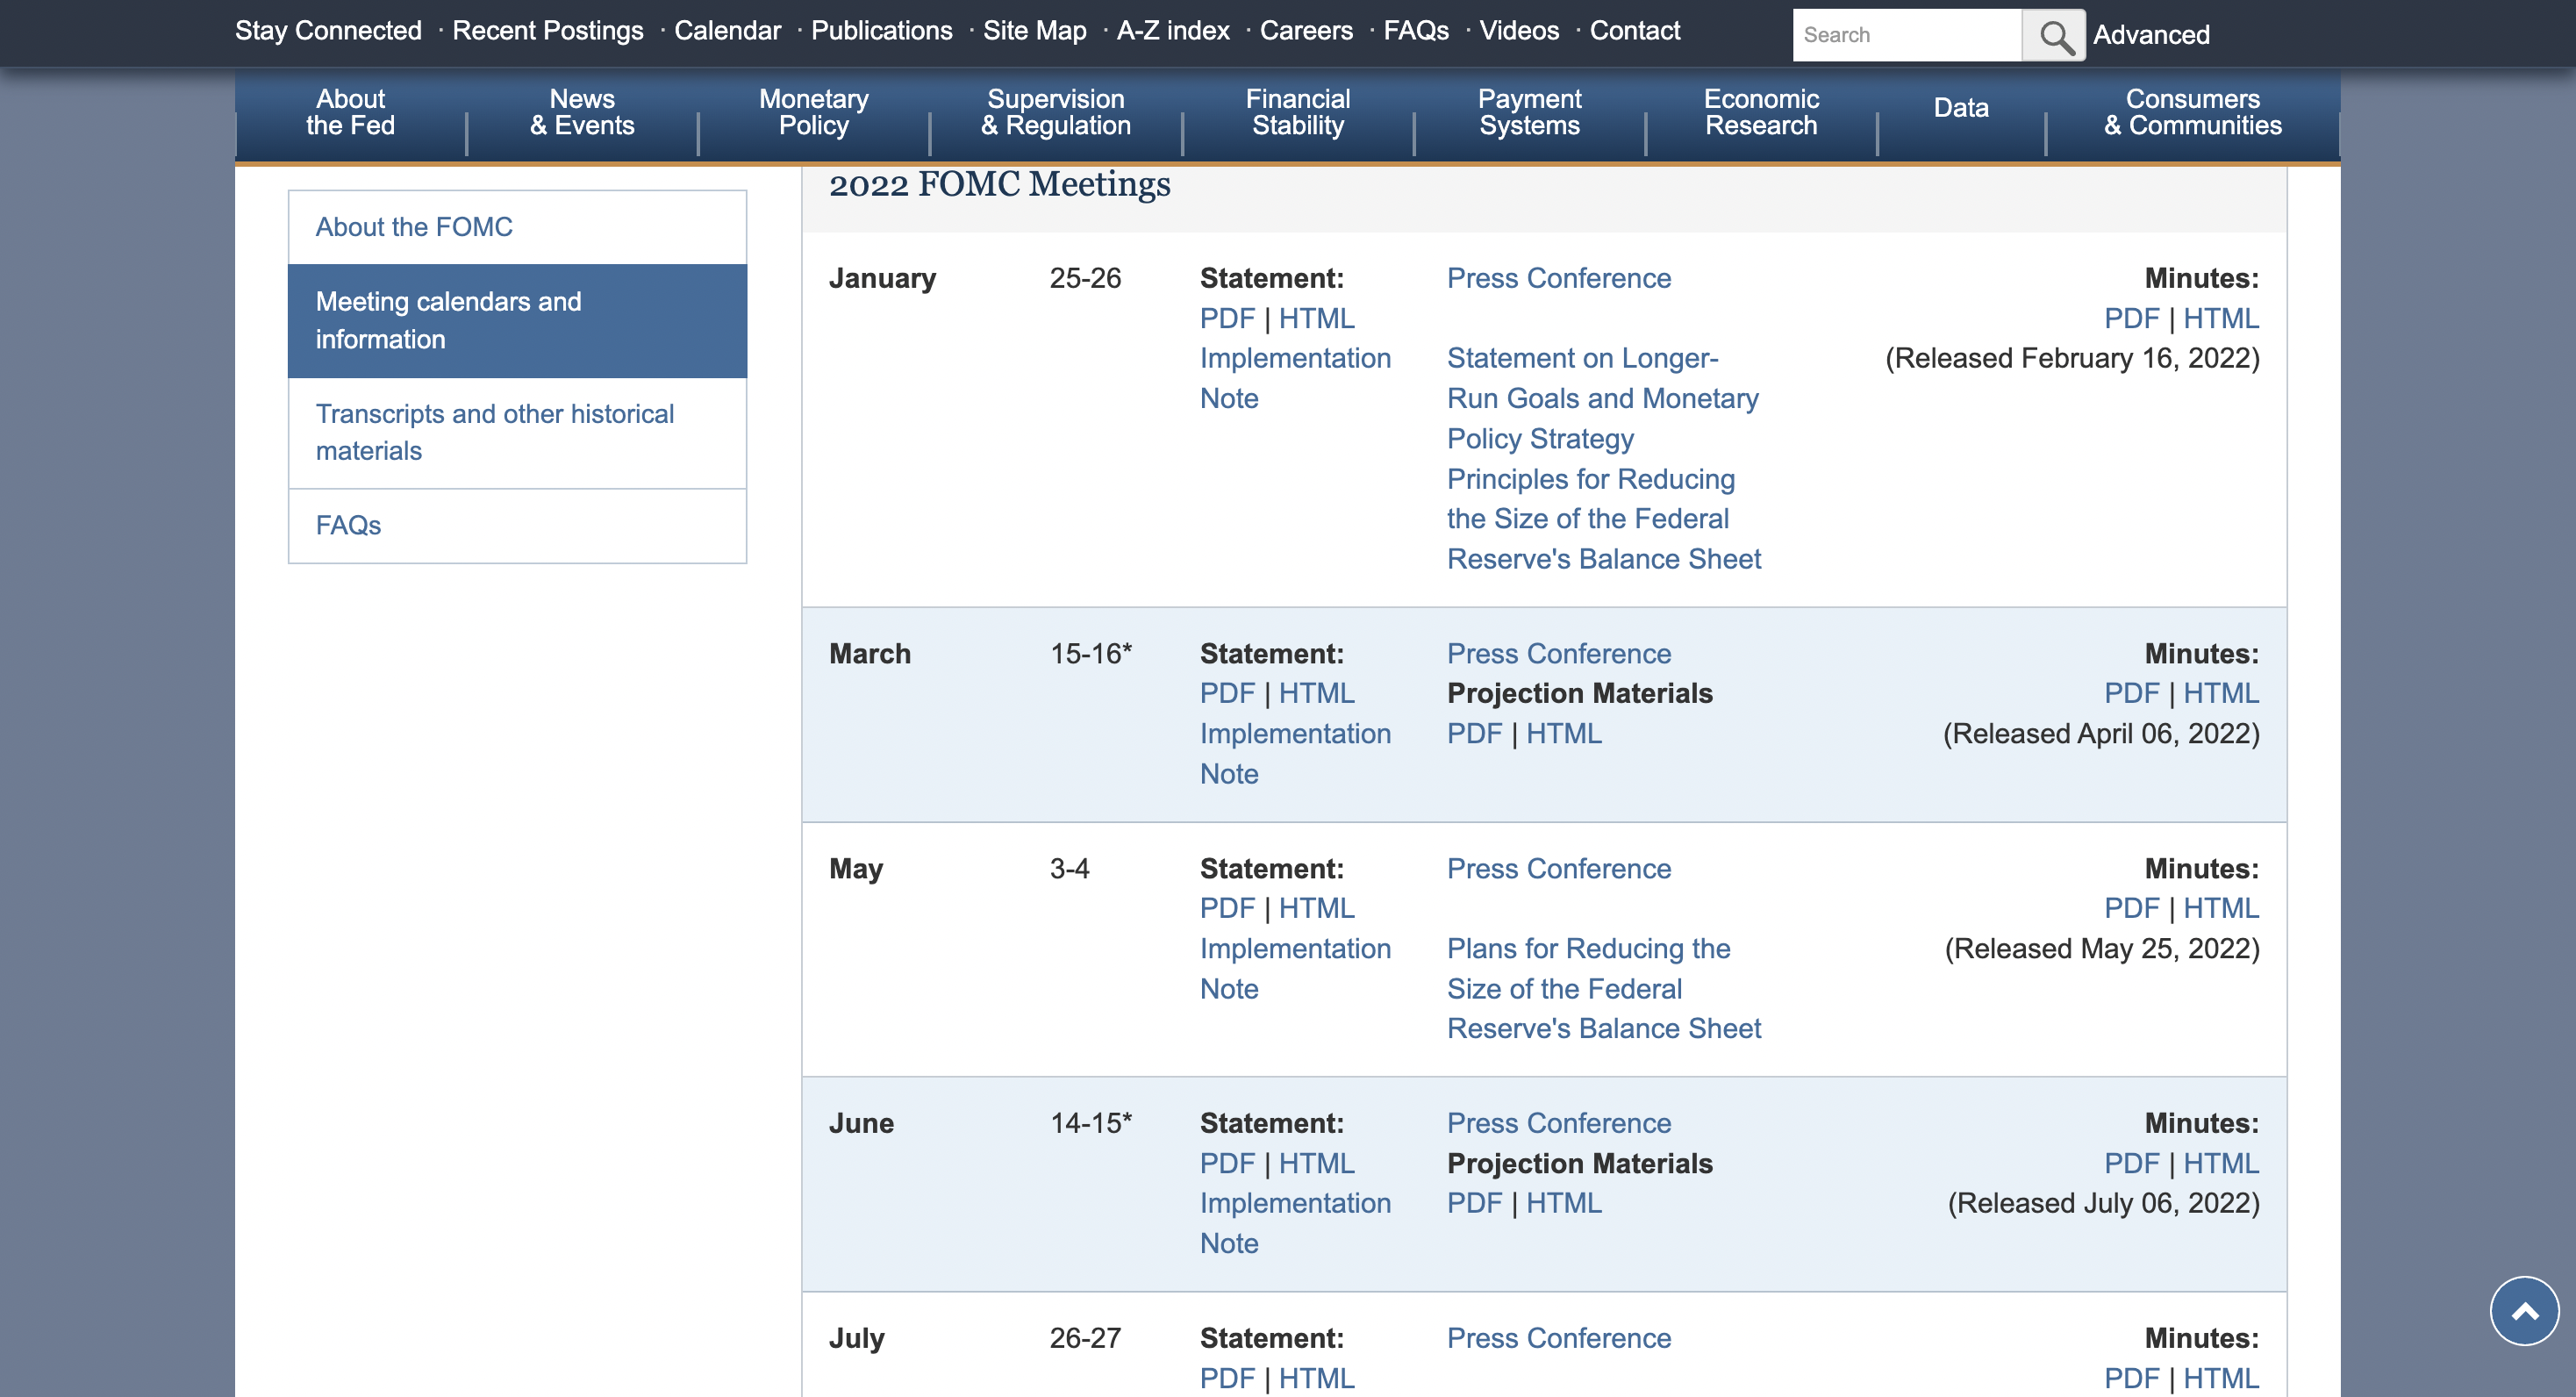 Stay Connected · Recent Postings · Calendar · Publications · Site Map · A-Z index · Careers · FAQs · Videos · Contact
Search
Advanced
About
the Fed
News
& Events
Monetary
Policy
Supervision
& Regulation
Financial
Stability
Payment
Systems
Economic
Research
Data
Consumers
& Communities
About the FOMC
Meeting calendars and
information
Transcripts and other historical
materials
FAQs
2022 FOMC Meetings
January
25-26
Statement:
PDF | HTML
Implementation
Note
Press Conference
Statement on Longer-
Run Goals and Monetary
Policy Strategy
Principles for Reducing
the Size of the Federal
Reserve's Balance Sheet
Minutes:
PDF | HTML
(Released February 16, 2022)
March
15-16*
Statement:
PDF | HTML
Implementation
Note
Press Conference
Projection Materials
PDF | HTML
Minutes:
PDF | HTML
(Released April 06, 2022)
May
3-4
Statement:
PDF | HTML
Implementation
Note
Press Conference
Plans for Reducing the
Size of the Federal
Reserve's Balance Sheet
Minutes:
PDF | HTML
(Released May 25, 2022)
June
14-15*
Statement:
PDF | HTML
Implementation
Note
Press Conference
Projection Materials
PDF | HTML
Minutes:
PDF | HTML
(Released July 06, 2022)
July
26-27
Statement:
PDF | HTML
Press Conference
Minutes:
PDF | HTML